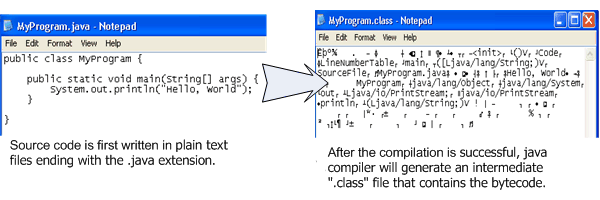 MyProgram.java - Notepad
File Edit Format View Help
public class MyProgram {
public static void main(String[] args) {
System.out.println("Hello, World");
}
}
Source code is first written in plain text
files ending with the .java extension.
MyProgram.class - Notepad
File Edit Format View Help
<init> ()V Code
LineNumberTable main ([Ljava/lang/String;)V
SourceFile MyProgram.java Hello, World
MyProgram java/lang/Object java/lang/System
out Ljava/io/PrintStream; java/io/PrintStream
println (Ljava/lang/String;)V ! | -
After the compilation is successful, java
compiler will generate an intermediate
".class" file that contains the bytecode.